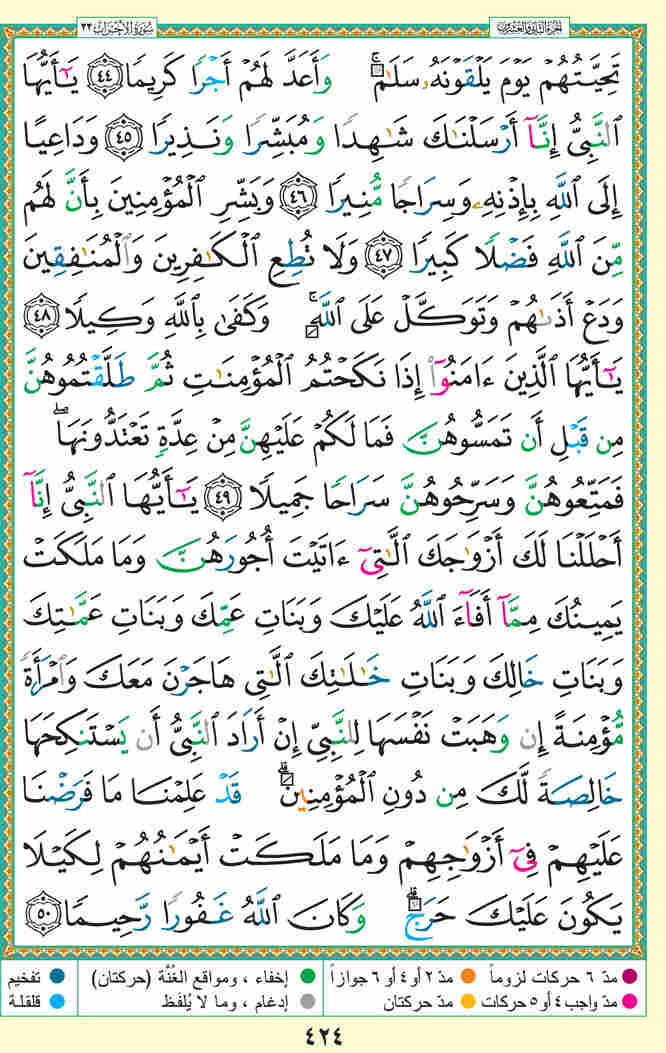 سُورَةُ الأَحْزَابِ ٣٣
الجزء الثاني والعشرون
تَحِيَّتُهُمْ يَوْمَ يَلْقَوْنَهُۥ سَلَٰمٌ ۚ وَأَعَدَّ لَهُمْ أَجْرًا كَرِيمًا ﴿٤٤﴾ يَٰٓأَيُّهَا
ٱلنَّبِيُّ إِنَّآ أَرْسَلْنَٰكَ شَٰهِدًا وَمُبَشِّرًا وَنَذِيرًا ﴿٤٥﴾ وَدَاعِيًا
إِلَى ٱللَّهِ بِإِذْنِهِۦ وَسِرَاجًا مُّنِيرًا ﴿٤٦﴾ وَبَشِّرِ ٱلْمُؤْمِنِينَ بِأَنَّ لَهُم
مِّنَ ٱللَّهِ فَضْلًا كَبِيرًا ﴿٤٧﴾ وَلَا تُطِعِ ٱلْكَٰفِرِينَ وَٱلْمُنَٰفِقِينَ
وَدَعْ أَذَىٰهُمْ وَتَوَكَّلْ عَلَى ٱللَّهِ ۚ وَكَفَىٰ بِٱللَّهِ وَكِيلًا ﴿٤٨﴾
يَٰٓأَيُّهَا ٱلَّذِينَ ءَامَنُوٓا۟ إِذَا نَكَحْتُمُ ٱلْمُؤْمِنَٰتِ ثُمَّ طَلَّقْتُمُوهُنَّ
مِن قَبْلِ أَن تَمَسُّوهُنَّ فَمَا لَكُمْ عَلَيْهِنَّ مِنْ عِدَّةٍ تَعْتَدُّونَهَا ۖ
فَمَتِّعُوهُنَّ وَسَرِّحُوهُنَّ سَرَاحًا جَمِيلًا ﴿٤٩﴾ يَٰٓأَيُّهَا ٱلنَّبِيُّ إِنَّآ
أَحْلَلْنَا لَكَ أَزْوَٰجَكَ ٱلَّٰتِىٓ ءَاتَيْتَ أُجُورَهُنَّ وَمَا مَلَكَتْ
يَمِينُكَ مِمَّآ أَفَآءَ ٱللَّهُ عَلَيْكَ وَبَنَاتِ عَمِّكَ وَبَنَاتِ عَمَّٰتِكَ
وَبَنَاتِ خَالِكَ وَبَنَاتِ خَٰلَٰتِكَ ٱلَّٰتِى هَاجَرْنَ مَعَكَ وَٱمْرَأَةً
مُّؤْمِنَةً إِن وَهَبَتْ نَفْسَهَا لِلنَّبِيِّ إِنْ أَرَادَ ٱلنَّبِيُّ أَن يَسْتَنكِحَهَا
خَالِصَةً لَّكَ مِن دُونِ ٱلْمُؤْمِنِينَ ۗ قَدْ عَلِمْنَا مَا فَرَضْنَا
عَلَيْهِمْ فِىٓ أَزْوَٰجِهِمْ وَمَا مَلَكَتْ أَيْمَٰنُهُمْ لِكَيْلَا
يَكُونَ عَلَيْكَ حَرَجٌ ۗ وَكَانَ ٱللَّهُ غَفُورًا رَّحِيمًا ﴿٥٠﴾
مدّ ٦ حركات لزوماً
مدّ ٢ أو ٤ أو ٦ جوازاً
إخفاء ، ومواقع الغُنَّة (حركتان)
تفخيم
مدّ واجب ٤ أو ٥ حركات
مدّ حركتان
إدغام ، وما لا يُلفَظ
قلقلة
٤٢٤